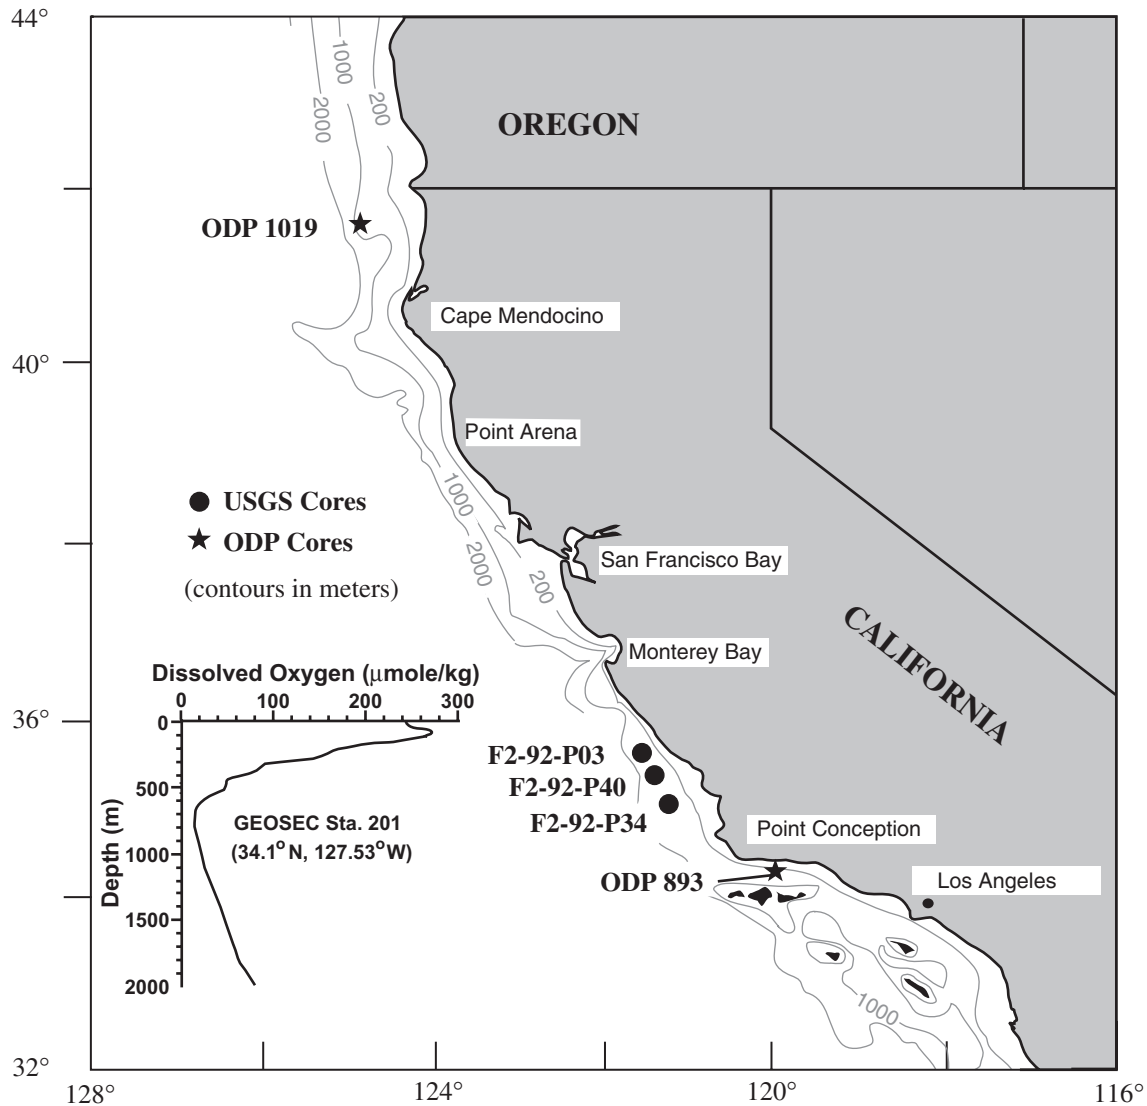 44°
1000
200
2000
OREGON
ODP 1019
Cape Mendocino
40°
Point Arena
1000
USGS Cores
ODP Cores
2000
San Francisco Bay
200
(contours in meters)
CALIFORNIA
Monterey Bay
Dissolved Oxygen (μmole/kg)
0 100 200 300
36°
0
F2-92-P03
500
F2-92-P40
GEOSEC Sta. 201
F2-92-P34
Point Conception
(34.1°N, 127.53°W)
Depth (m)
1000
ODP 893
Los Angeles
1500
2000
1000
32°
128° 124° 120° 116°